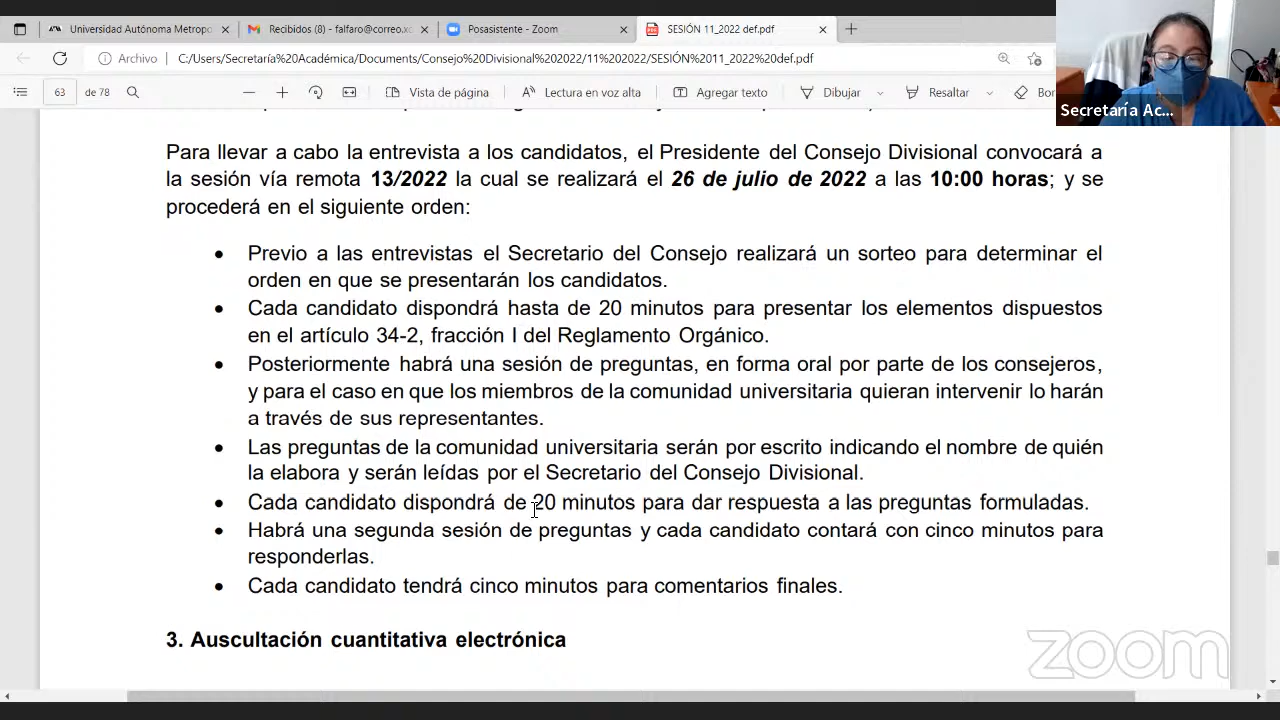 Universidad Autónoma Metropo
Recibidos (8) - falfaro@correo.xo
Posasistente - Zoom
SESIÓN 11_2022 def.pdf
Archivo
C:/Users/Secretaría%20Académica/Documents/Consejo%20Divisional%202022/11%202022/SESIÓN%2011_2022%20def.pdf
63 de 78
Vista de página
Lectura en voz alta
Agregar texto
Dibujar
Resaltar
Bor
Secretaría Ac...
Para llevar a cabo la entrevista a los candidatos, el Presidente del Consejo Divisional convocará a
la sesión vía remota 13/2022 la cual se realizará el 26 de julio de 2022 a las 10:00 horas; y se
procederá en el siguiente orden:
• Previo a las entrevistas el Secretario del Consejo realizará un sorteo para determinar el
orden en que se presentarán los candidatos.
• Cada candidato dispondrá hasta de 20 minutos para presentar los elementos dispuestos
en el artículo 34-2, fracción I del Reglamento Orgánico.
• Posteriormente habrá una sesión de preguntas, en forma oral por parte de los consejeros,
y para el caso en que los miembros de la comunidad universitaria quieran intervenir lo harán
a través de sus representantes.
• Las preguntas de la comunidad universitaria serán por escrito indicando el nombre de quién
la elabora y serán leídas por el Secretario del Consejo Divisional.
• Cada candidato dispondrá de 20 minutos para dar respuesta a las preguntas formuladas.
• Habrá una segunda sesión de preguntas y cada candidato contará con cinco minutos para
responderlas.
• Cada candidato tendrá cinco minutos para comentarios finales.
3. Auscultación cuantitativa electrónica
zoom